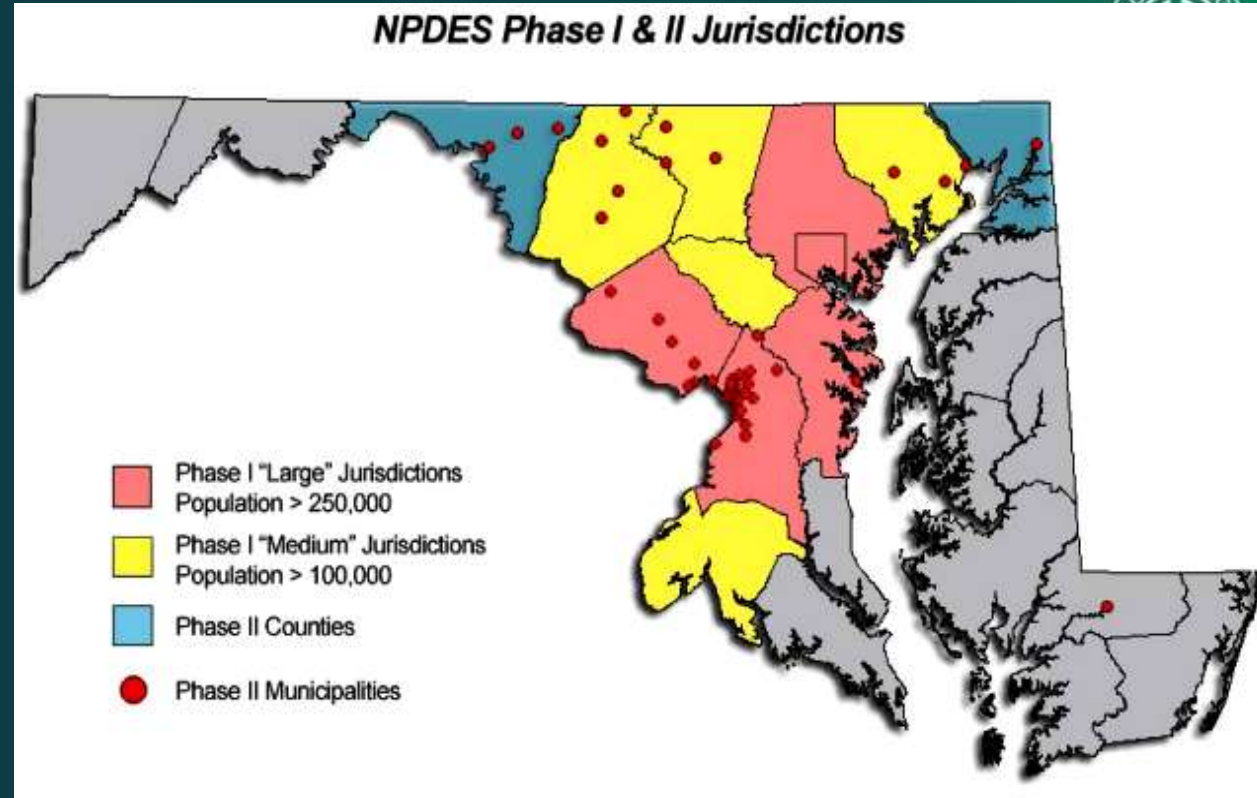 NPDES Phase I & II Jurisdictions
Phase I "Large" Jurisdictions
Population > 250,000
Phase I "Medium" Jurisdictions
Population > 100,000
Phase II Counties
Phase II Municipalities